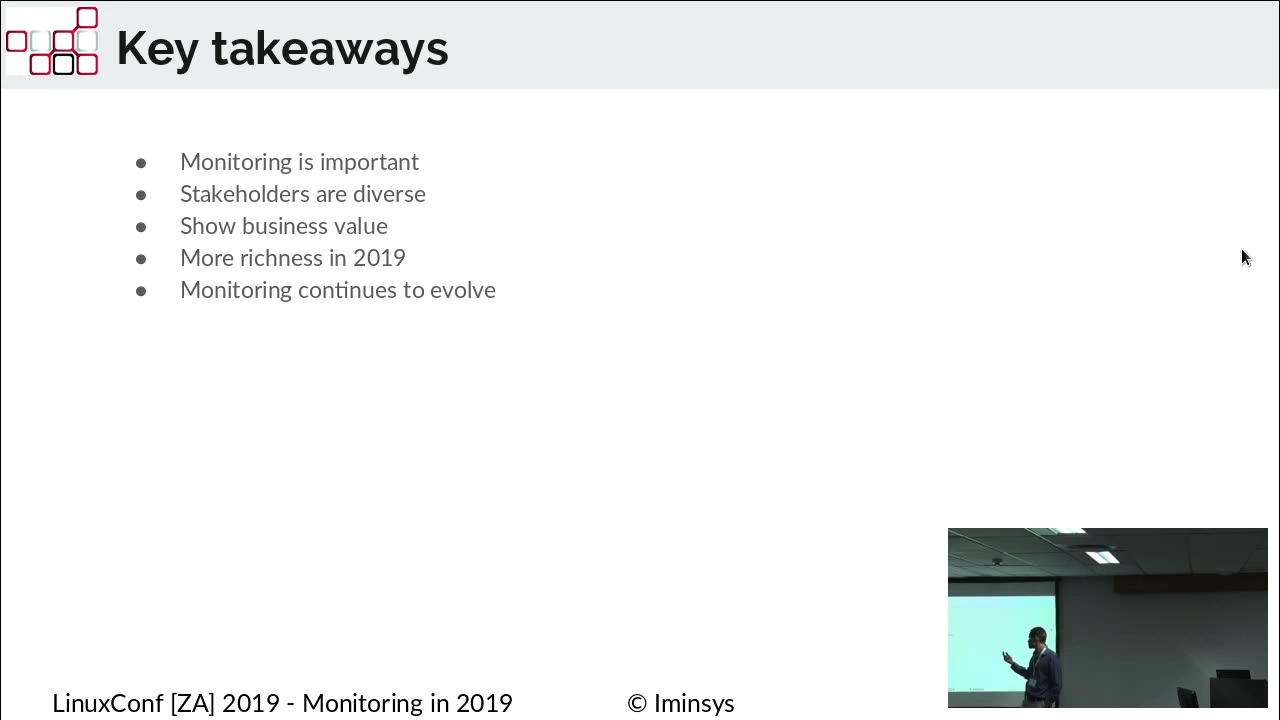 Key takeaways
● Monitoring is important
● Stakeholders are diverse
● Show business value
● More richness in 2019
● Monitoring continues to evolve
LinuxConf [ZA] 2019 - Monitoring in 2019
© Iminsys